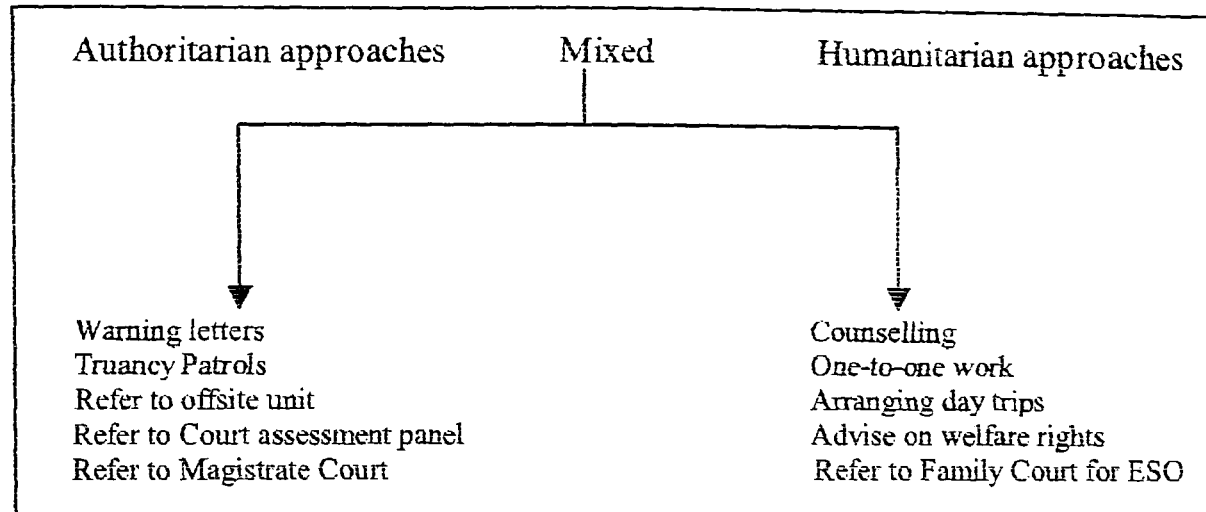 Authoritarian approaches Mixed Humanitarian approaches
Warning letters
Truancy Patrols
Refer to offsite unit
Refer to Court assessment panel
Refer to Magistrate Court
Counselling
One-to-one work
Arranging day trips
Advise on welfare rights
Refer to Family Court for ESO